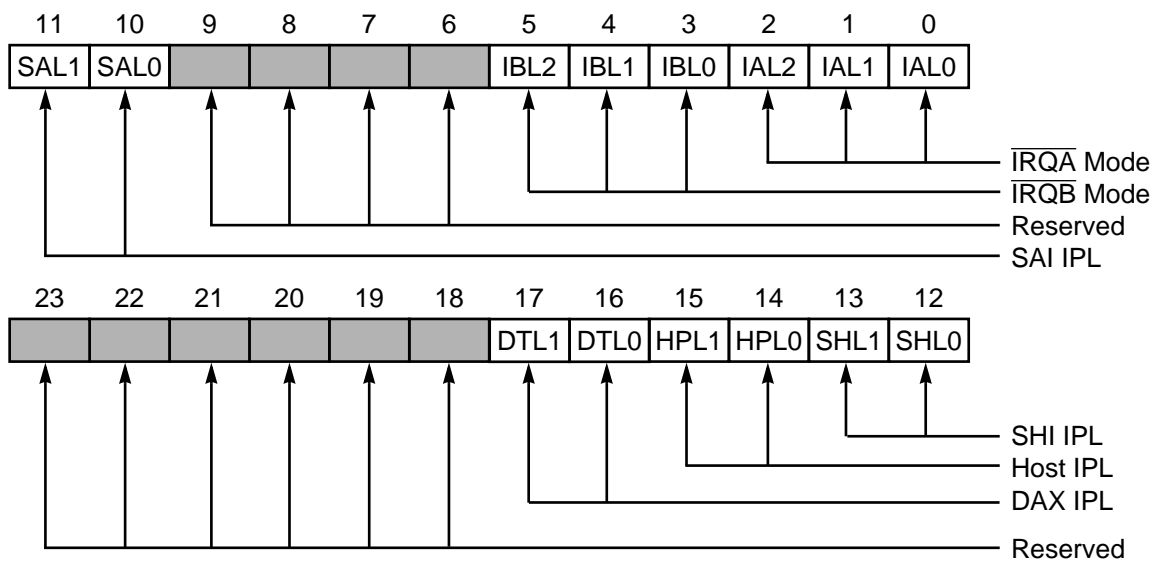 11 10 9 8 7 6 5 4 3 2 1 0
SAL1 SAL0 IBL2 IBL1 IBL0 IAL2 IAL1 IAL0
IRQA Mode
IRQB Mode
Reserved
SAI IPL
23 22 21 20 19 18 17 16 15 14 13 12
DTL1 DTL0 HPL1 HPL0 SHL1 SHL0
SHI IPL
Host IPL
DAX IPL
Reserved